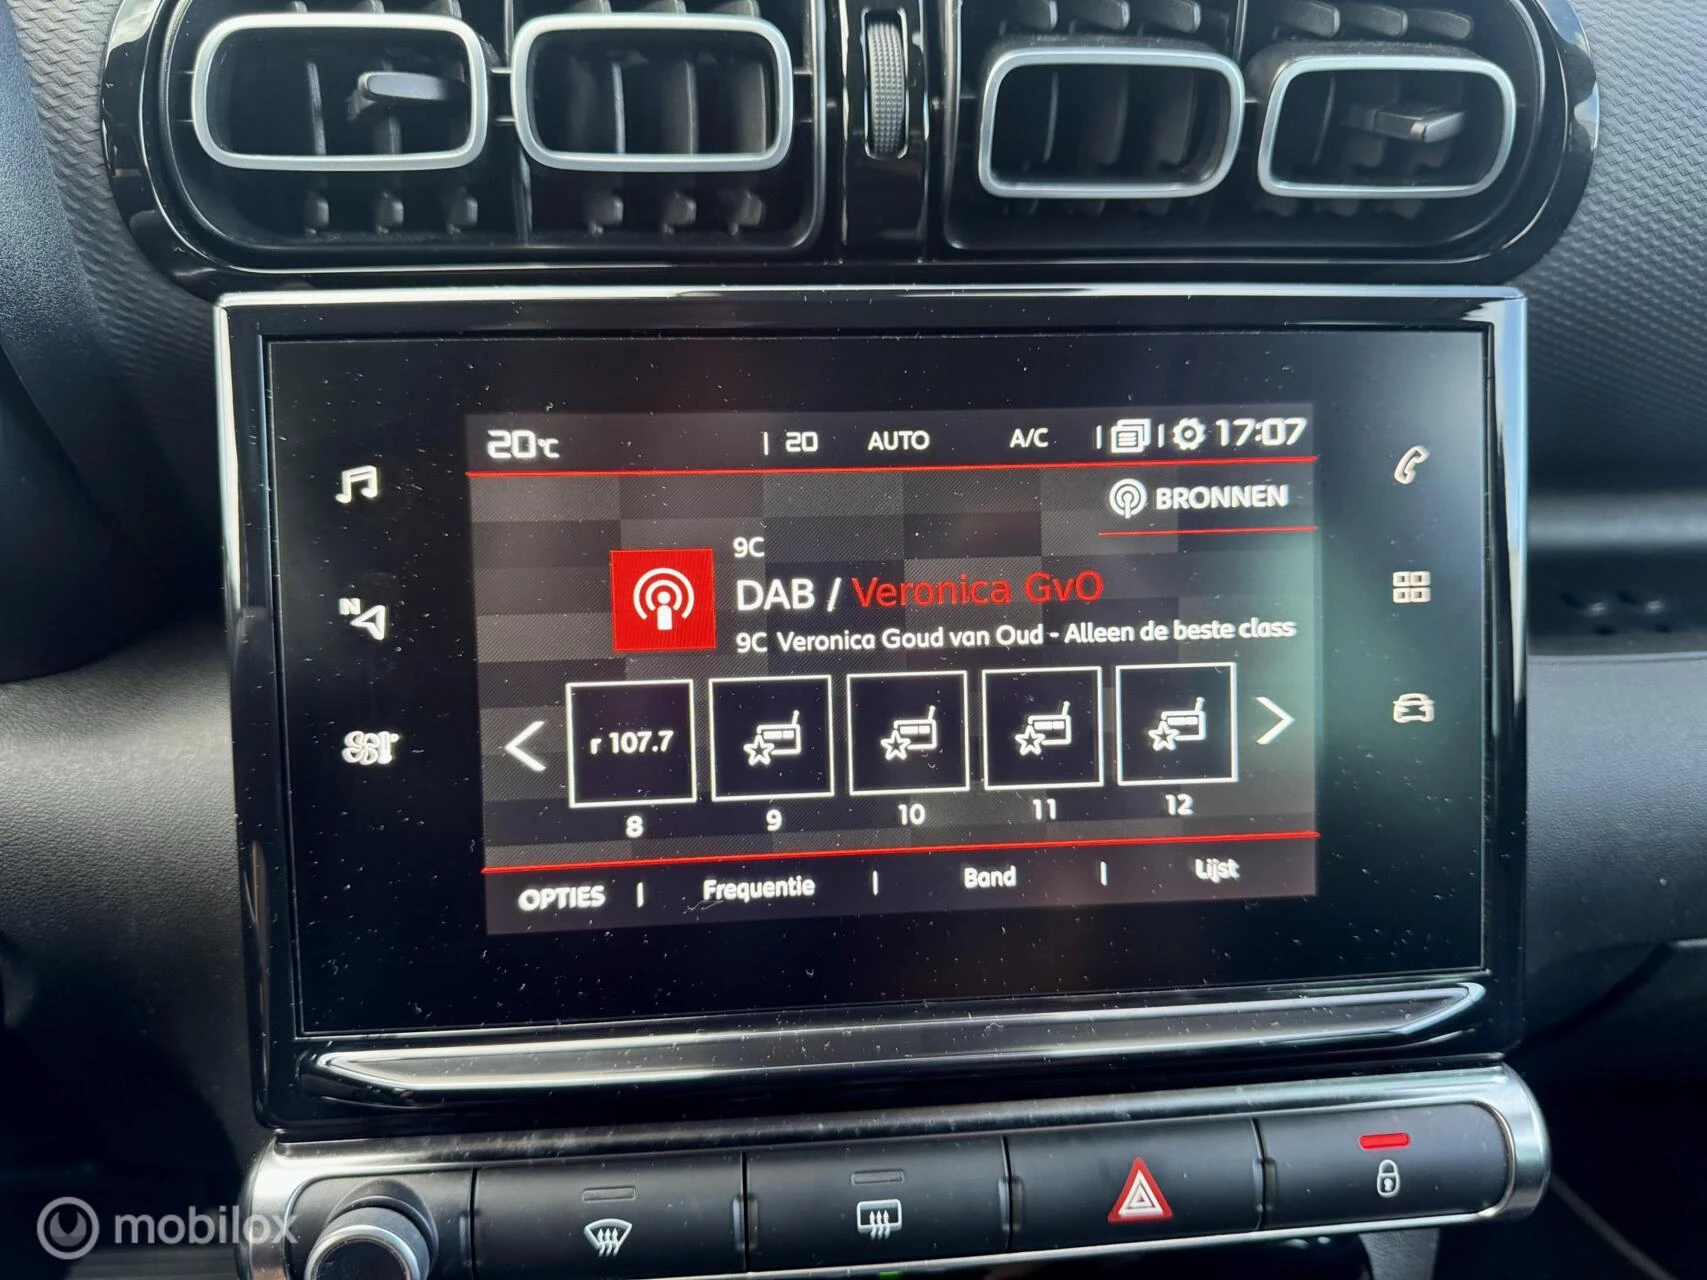 20°C | 20 AUTO A/C | | 17:07
BRONNEN
9C
DAB / Veronica GvO
9C Veronica Goud van Oud - Alleen de beste class
r 107.7
8 9 10 11 12
OPTIES | Frequentie | Band | Lijst
N
mobilox